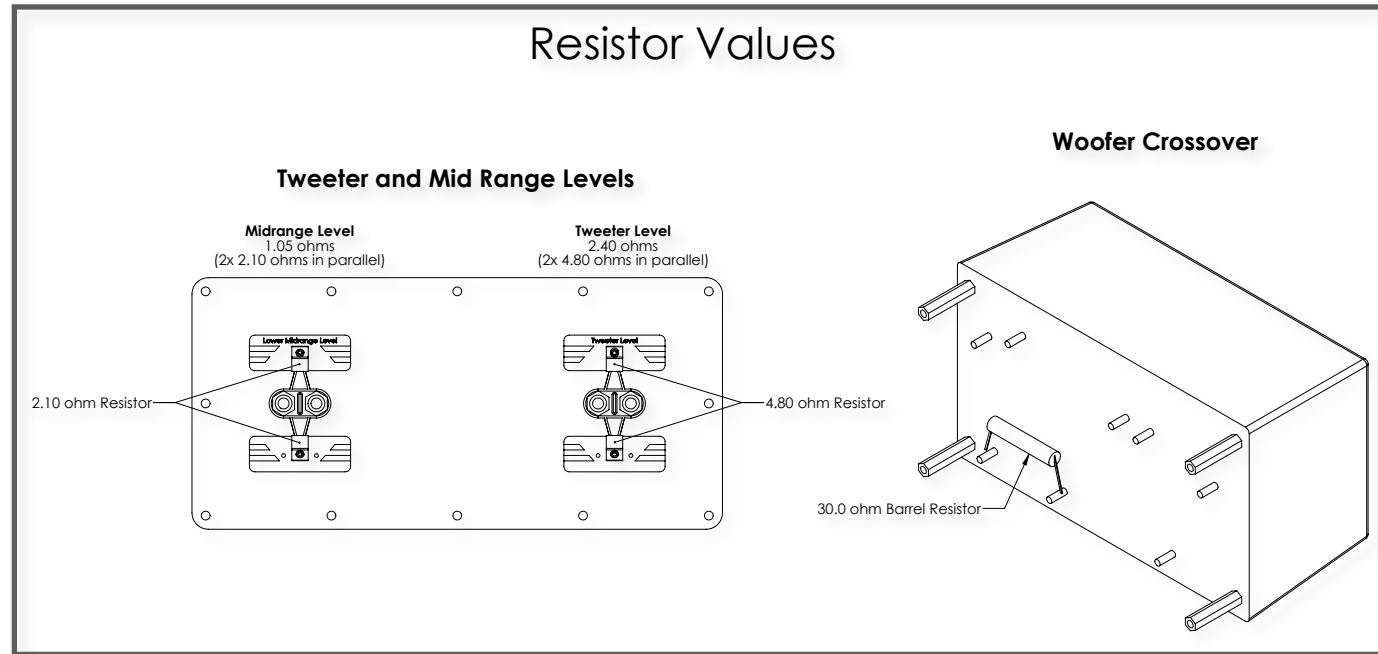 Resistor Values
Woofer Crossover
Tweeter and Mid Range Levels
Midrange Level
1.05 ohms
(2x 2.10 ohms in parallel)
Tweeter Level
2.40 ohms
(2x 4.80 ohms in parallel)
Lower Midrange Level
Tweeter Level
2.10 ohm Resistor
4.80 ohm Resistor
30.0 ohm Barrel Resistor